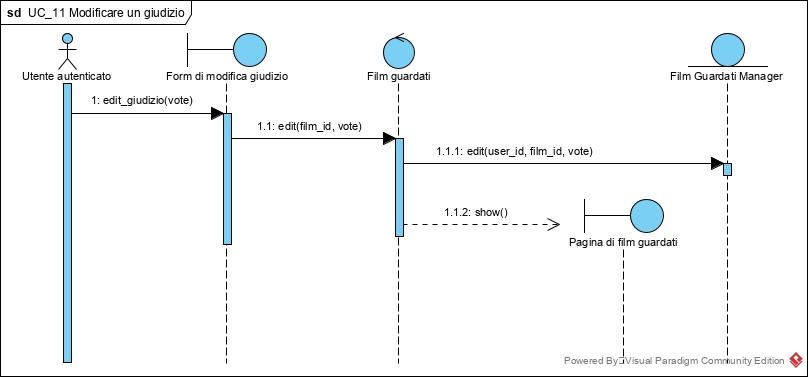 sd UC_11 Modificare un giudizio
Utente autenticato
Form di modifica giudizio
Film guardati
Film Guardati Manager
1: edit_giudizio(vote)
1.1: edit(film_id, vote)
1.1.1: edit(user_id, film_id, vote)
1.1.2: show()
Pagina di film guardati
Powered By Visual Paradigm Community Edition